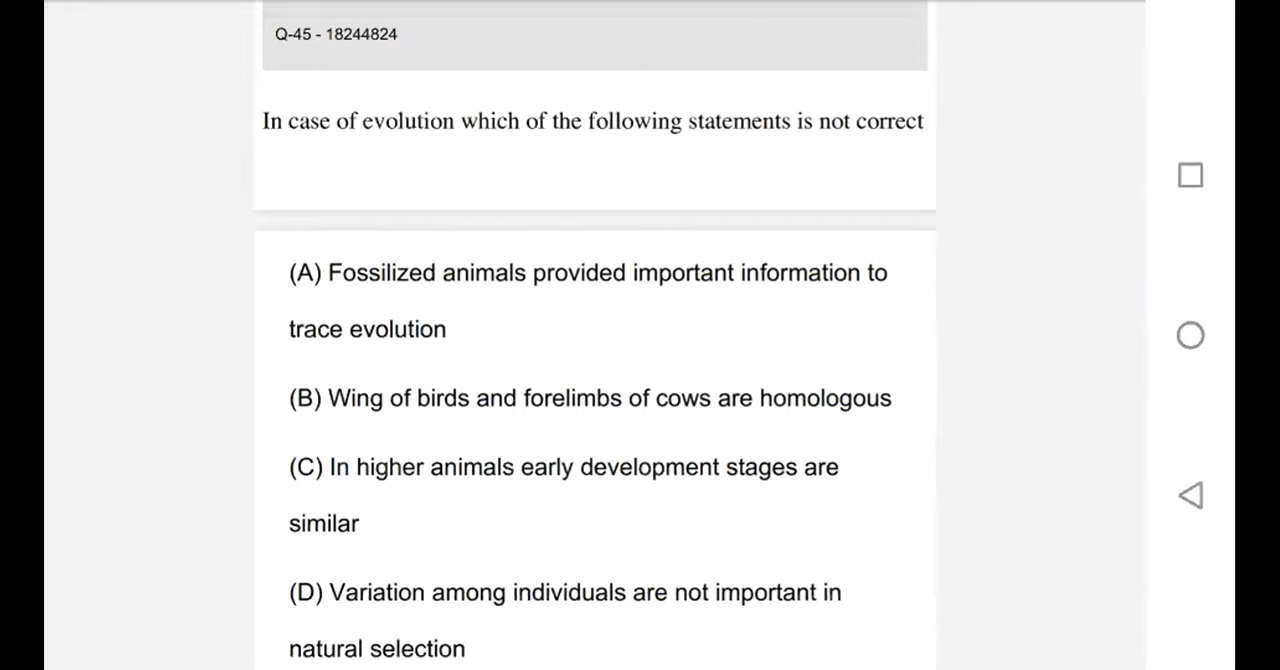 Q-45 - 18244824
In case of evolution which of the following statements is not correct
(A) Fossilized animals provided important information to
trace evolution
(B) Wing of birds and forelimbs of cows are homologous
(C) In higher animals early development stages are
similar
(D) Variation among individuals are not important in
natural selection